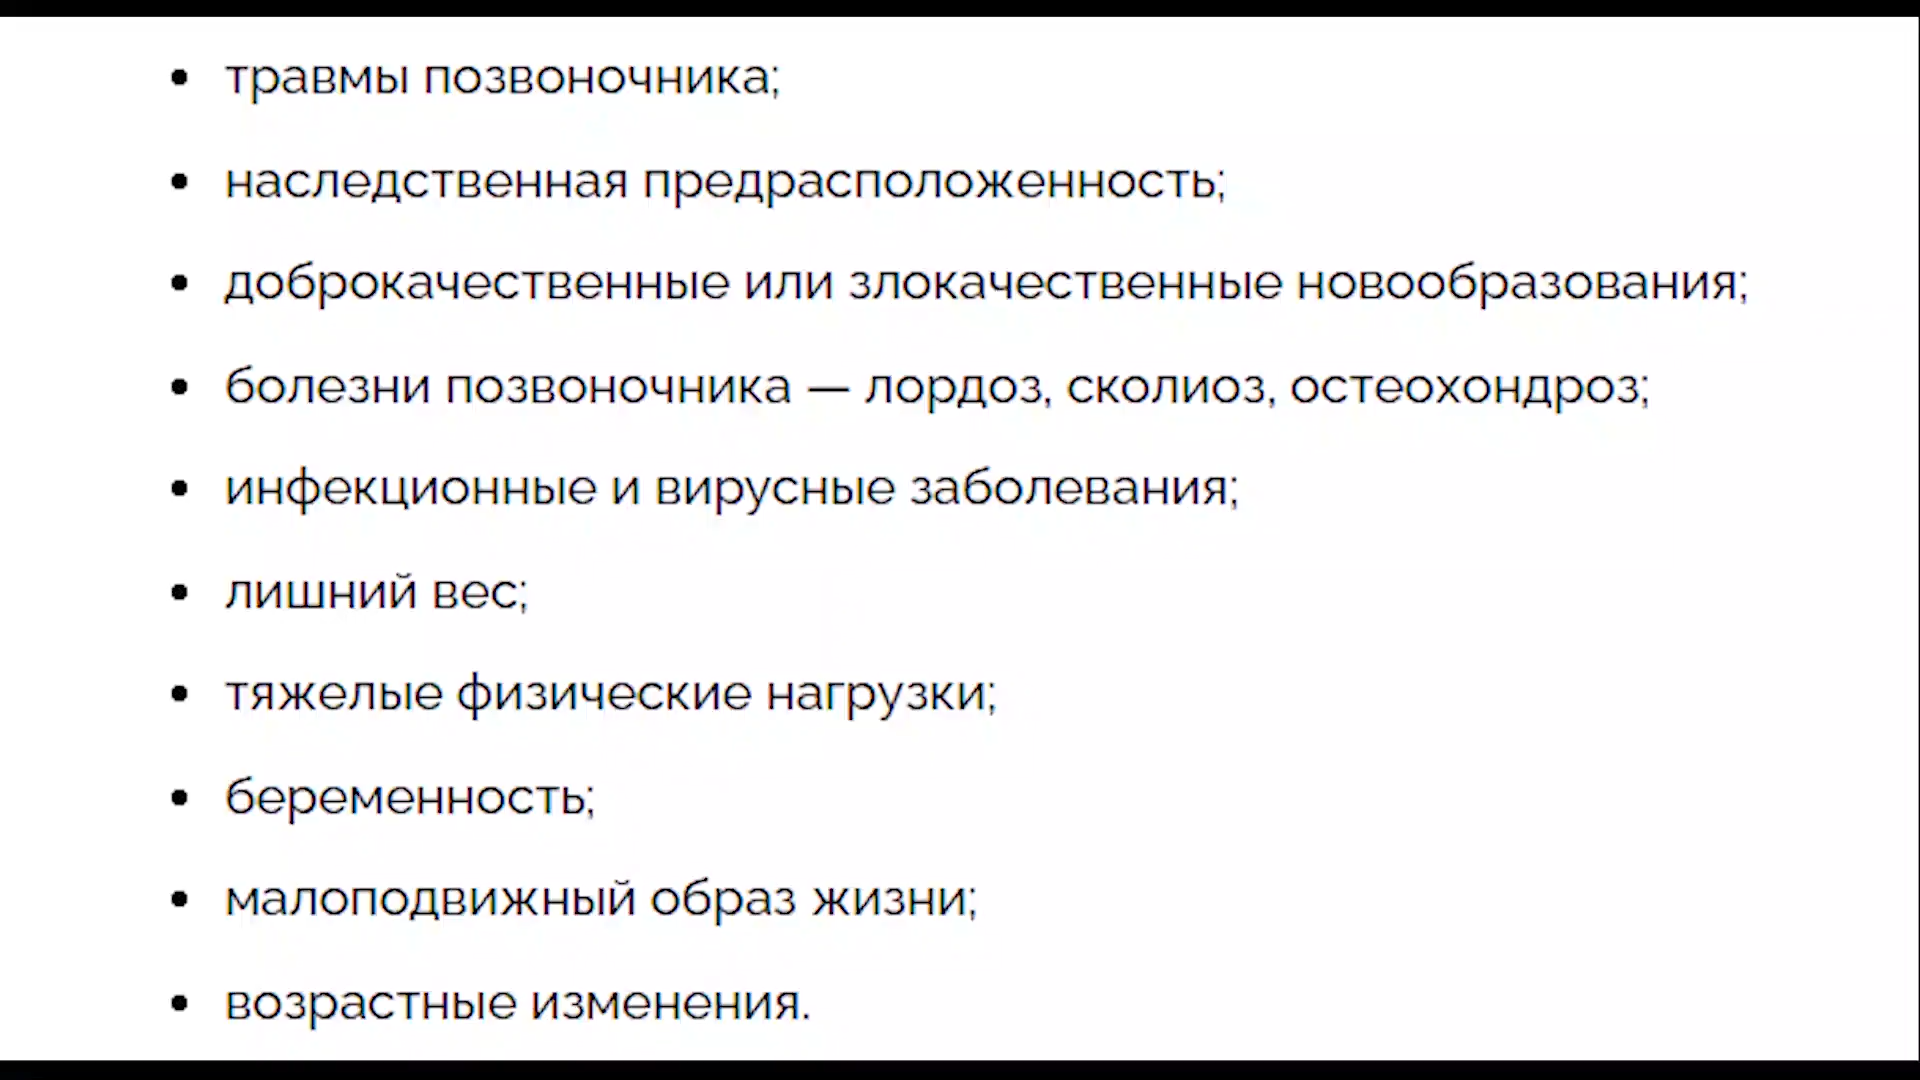 • травмы позвоночника;
• наследственная предрасположенность;
• доброкачественные или злокачественные новообразования;
• болезни позвоночника — лордоз, сколиоз, остеохондроз;
• инфекционные и вирусные заболевания;
• лишний вес;
• тяжелые физические нагрузки;
• беременность;
• малоподвижный образ жизни;
• возрастные изменения.